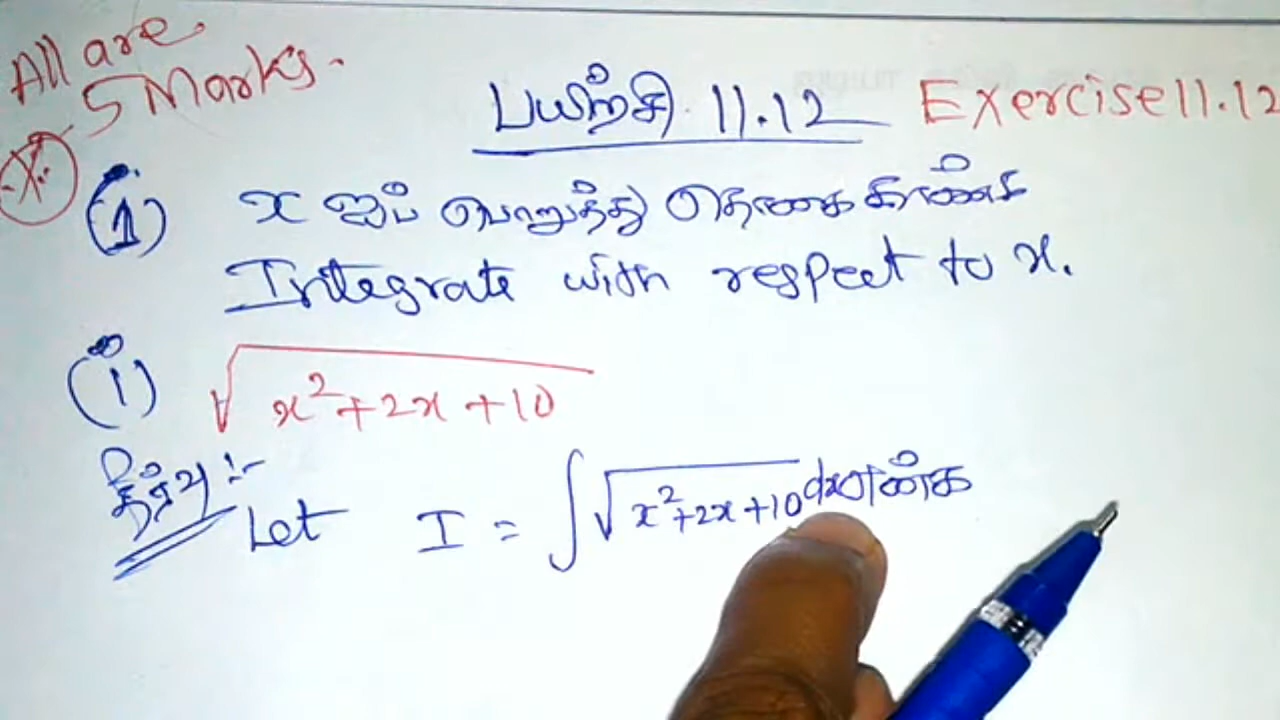 All are
5 Marks.
பயிற்சி 11.12 Exercise 11.12
(1) x ஐப் பொறுத்து தொகை காண்க
Integrate with respect to x.
(i) √(x²+2x+10)
தீர்வு :-
Let I = ∫√(x²+2x+10) dx என்க